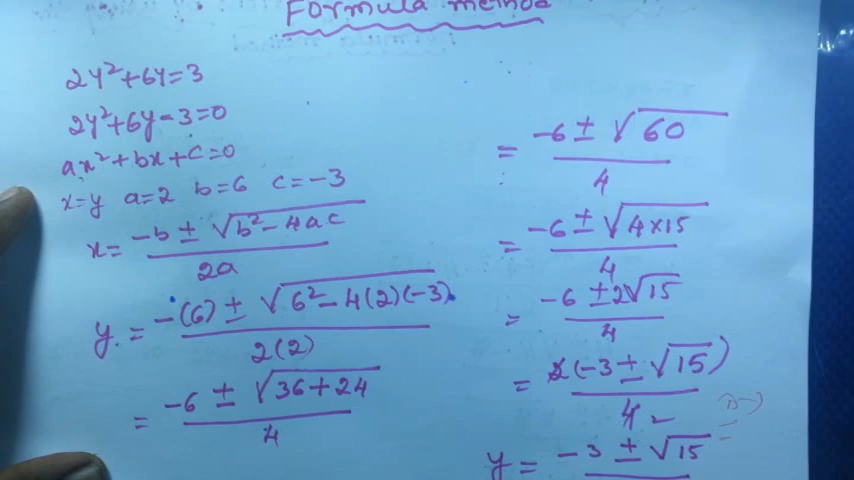 Formula method
2y²+6y=3
2y²+6y-3=0
ax²+bx+c=0
x=y a=2 b=6 c=-3
x= -b ± √b²-4ac / 2a
y = -(6) ± √6²-4(2)(-3) / 2(2)
= -6 ± √36+24 / 4
= -6 ± √60 / 4
= -6 ± √4×15 / 4
= -6 ±2√15 / 4
= 2(-3 ± √15) / 4 2
y = -3 ± √15